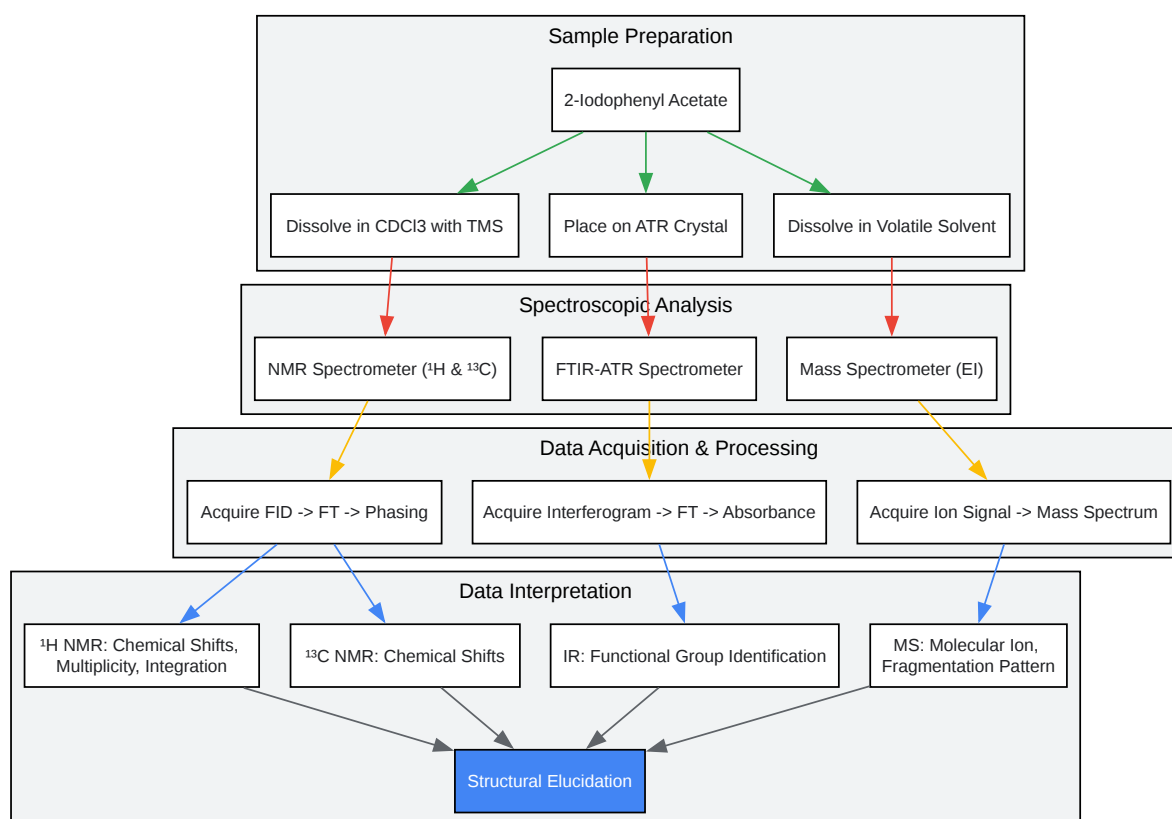 Sample Preparation
2-Iodophenyl Acetate
Dissolve in CDCl3 with TMS
Place on ATR Crystal
Dissolve in Volatile Solvent
Spectroscopic Analysis
NMR Spectrometer (¹H & ¹³C)
FTIR-ATR Spectrometer
Mass Spectrometer (EI)
Data Acquisition & Processing
Acquire FID -> FT -> Phasing
Acquire Interferogram -> FT -> Absorbance
Acquire Ion Signal -> Mass Spectrum
Data Interpretation
¹H NMR: Chemical Shifts,
Multiplicity, Integration
¹³C NMR: Chemical Shifts
IR: Functional Group Identification
MS: Molecular Ion,
Fragmentation Pattern
Structural Elucidation